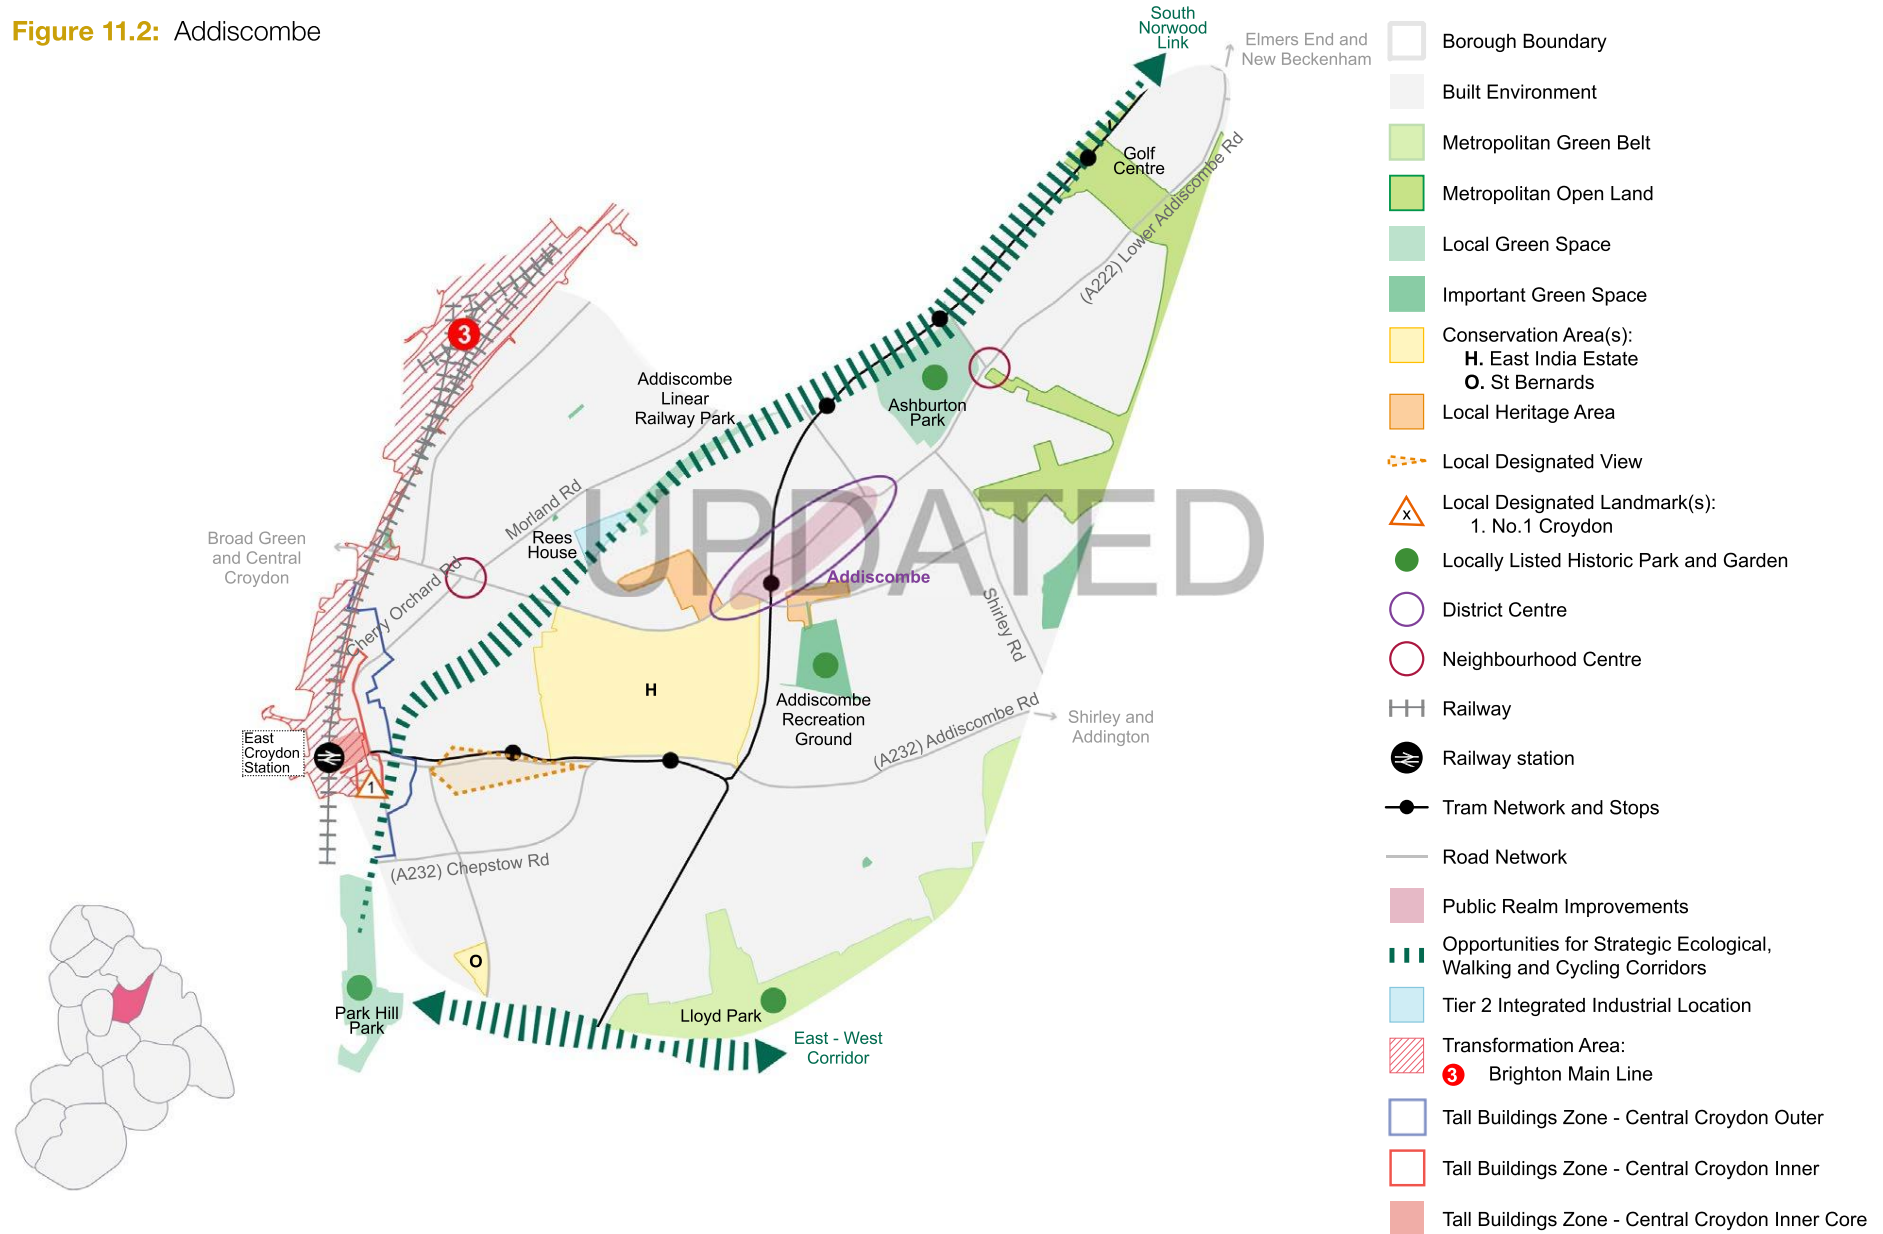 Figure 11.2: Addiscombe
South
Norwood
Link
Elmers End and
New Beckenham
Golf
Centre
(A222) Lower Addiscombe Rd
3
Addiscombe
Linear
Railway Park
Ashburton
Park
Morland Rd
UPDATED
Rees
House
Broad Green
and Central
Croydon
Cherry Orchard Rd
Addiscombe
Shirley Rd
H
Addiscombe
Recreation
Ground
(A232) Addiscombe Rd
Shirley and
Addington
East
Croydon
Station
1
(A232) Chepstow Rd
O
Park Hill
Park
Lloyd Park
East - West
Corridor
Borough Boundary
Built Environment
Metropolitan Green Belt
Metropolitan Open Land
Local Green Space
Important Green Space
Conservation Area(s):
H. East India Estate
O. St Bernards
Local Heritage Area
Local Designated View
Local Designated Landmark(s):
x
1. No.1 Croydon
Locally Listed Historic Park and Garden
District Centre
Neighbourhood Centre
Railway
Railway station
Tram Network and Stops
Road Network
Public Realm Improvements
Opportunities for Strategic Ecological,
Walking and Cycling Corridors
Tier 2 Integrated Industrial Location
Transformation Area:
3 Brighton Main Line
Tall Buildings Zone - Central Croydon Outer
Tall Buildings Zone - Central Croydon Inner
Tall Buildings Zone - Central Croydon Inner Core